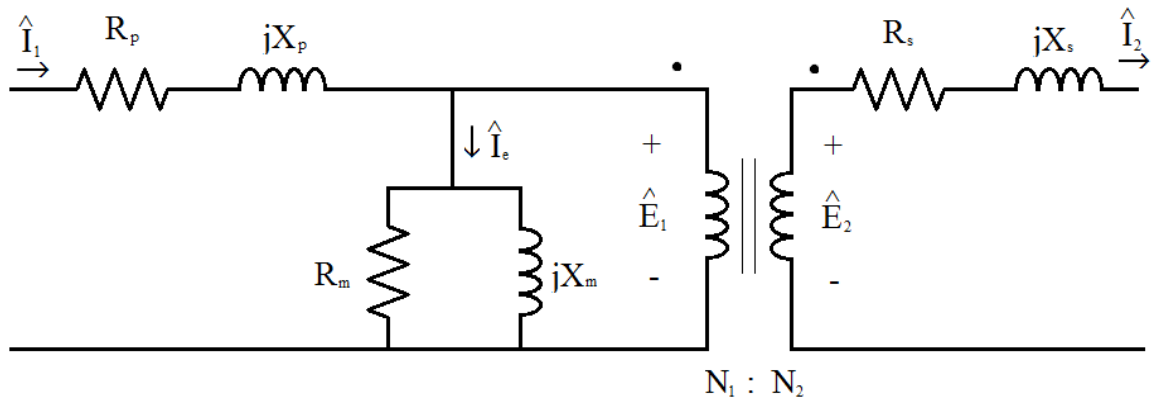 Î₁ Rₚ jXₚ Rₛ jXₛ Î₂
↓ Îₑ + +
Ê₁ Ê₂
Rₘ jXₘ - -
N₁ : N₂